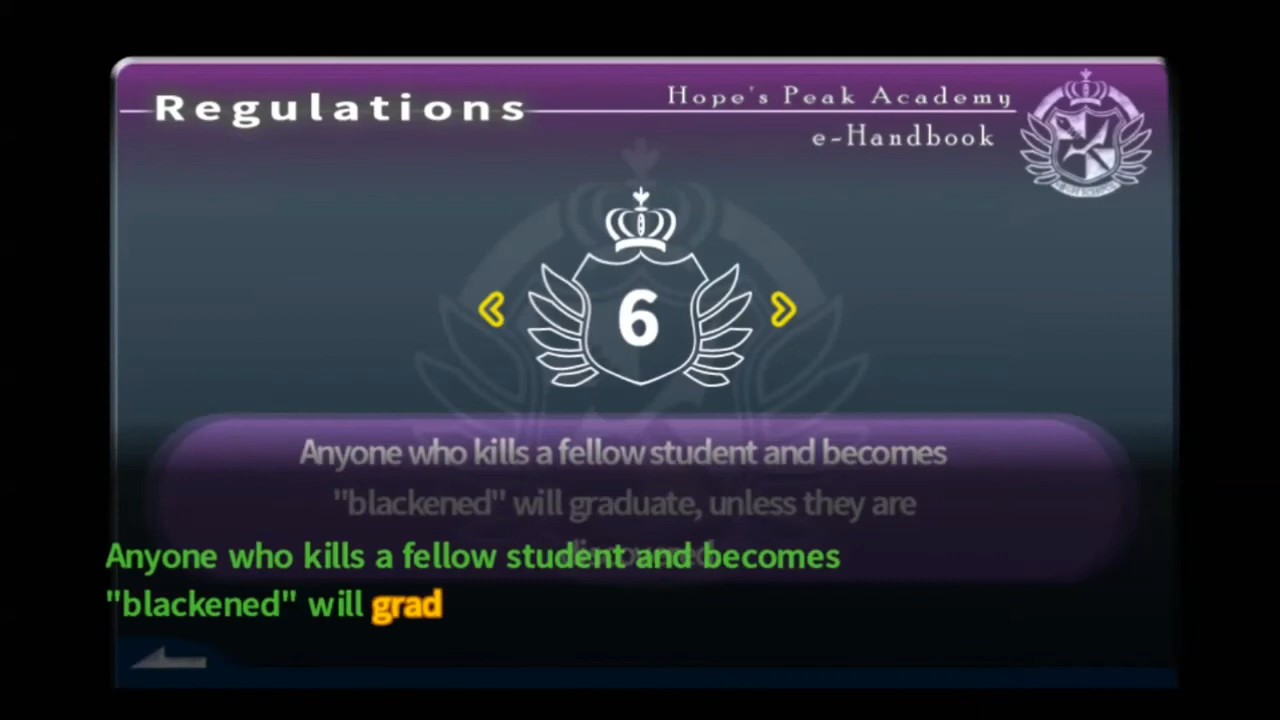 Regulations
Hope's Peak Academy
e-Handbook
6
Anyone who kills a fellow student and becomes
"blackened" will graduate, unless they are
discovered.
Anyone who kills a fellow student and becomes
"blackened" will grad